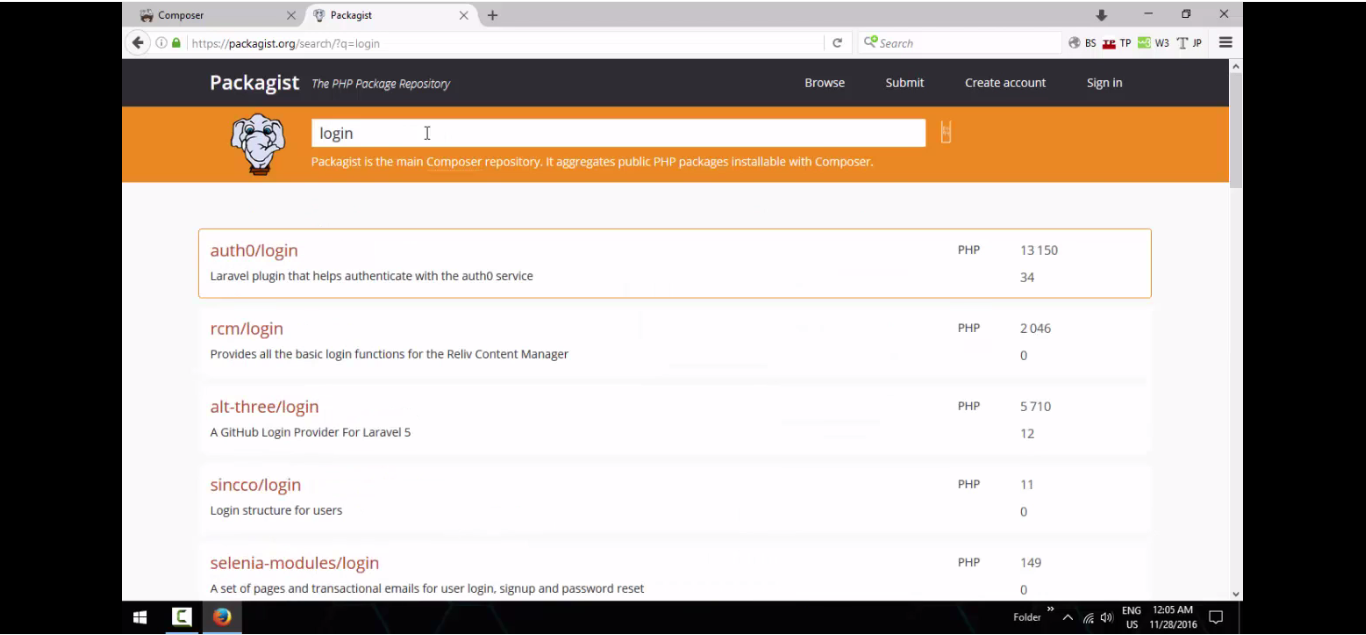 Composer
Packagist
https://packagist.org/search/?q=login
Search
BS TP W3 JP
Packagist The PHP Package Repository
Browse Submit Create account Sign in
login
Packagist is the main Composer repository. It aggregates public PHP packages installable with Composer.
auth0/login PHP 13 150
Laravel plugin that helps authenticate with the auth0 service 34
rcm/login PHP 2 046
Provides all the basic login functions for the Reliv Content Manager 0
alt-three/login PHP 5 710
A GitHub Login Provider For Laravel 5 12
sincco/login PHP 11
Login structure for users 0
selenia-modules/login PHP 149
A set of pages and transactional emails for user login, signup and password reset 0
Folder
ENG 12:05 AM
US 11/28/2016